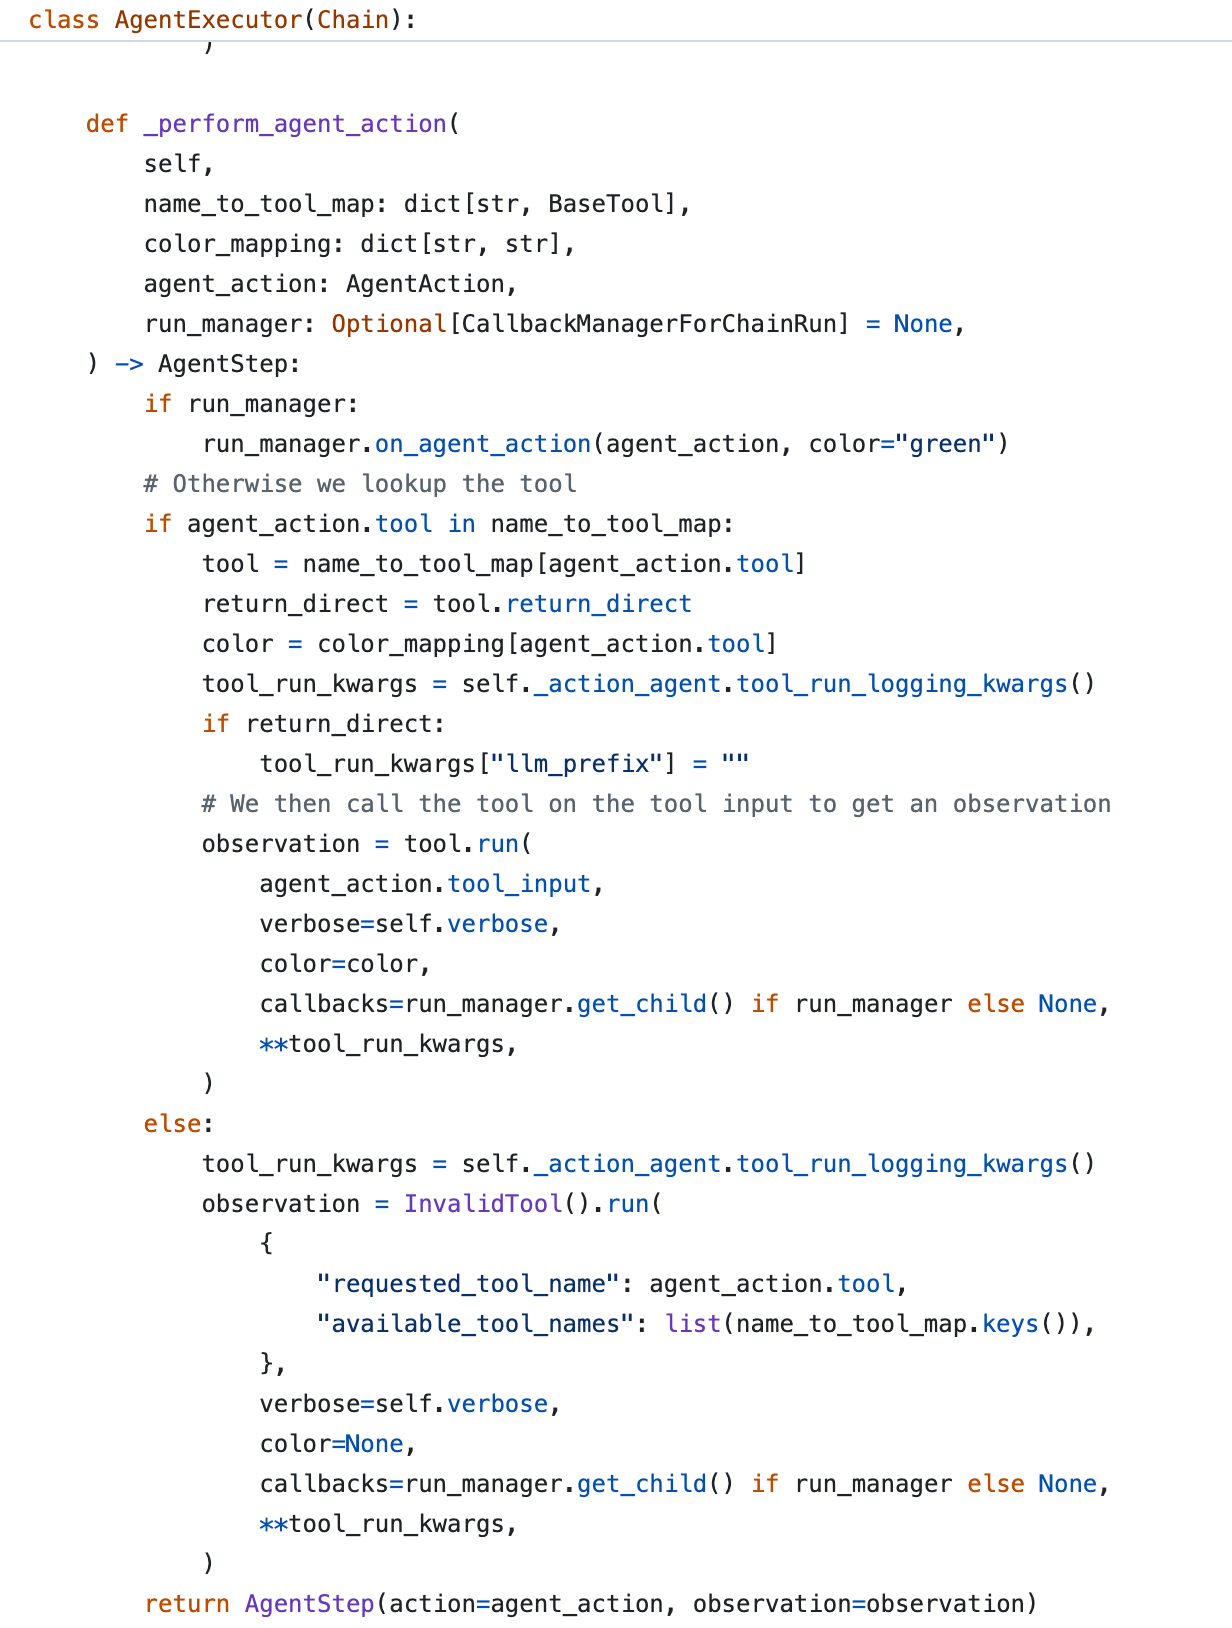 class AgentExecutor(Chain):
)
def _perform_agent_action(
self,
name_to_tool_map: dict[str, BaseTool],
color_mapping: dict[str, str],
agent_action: AgentAction,
run_manager: Optional[CallbackManagerForChainRun] = None,
) -> AgentStep:
if run_manager:
run_manager.on_agent_action(agent_action, color="green")
# Otherwise we lookup the tool
if agent_action.tool in name_to_tool_map:
tool = name_to_tool_map[agent_action.tool]
return_direct = tool.return_direct
color = color_mapping[agent_action.tool]
tool_run_kwargs = self._action_agent.tool_run_logging_kwargs()
if return_direct:
tool_run_kwargs["llm_prefix"] = ""
# We then call the tool on the tool input to get an observation
observation = tool.run(
agent_action.tool_input,
verbose=self.verbose,
color=color,
callbacks=run_manager.get_child() if run_manager else None,
**tool_run_kwargs,
)
else:
tool_run_kwargs = self._action_agent.tool_run_logging_kwargs()
observation = InvalidTool().run(
{
"requested_tool_name": agent_action.tool,
"available_tool_names": list(name_to_tool_map.keys()),
},
verbose=self.verbose,
color=None,
callbacks=run_manager.get_child() if run_manager else None,
**tool_run_kwargs,
)
return AgentStep(action=agent_action, observation=observation)